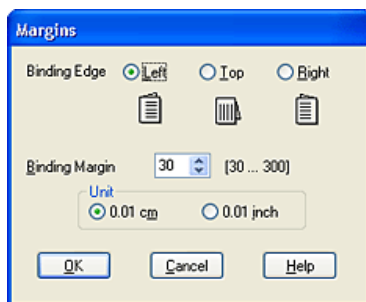 Margins
Binding Edge Left Top Right
Binding Margin 30 (30 ... 300)
Unit
0.01 cm 0.01 inch
OK Cancel Help